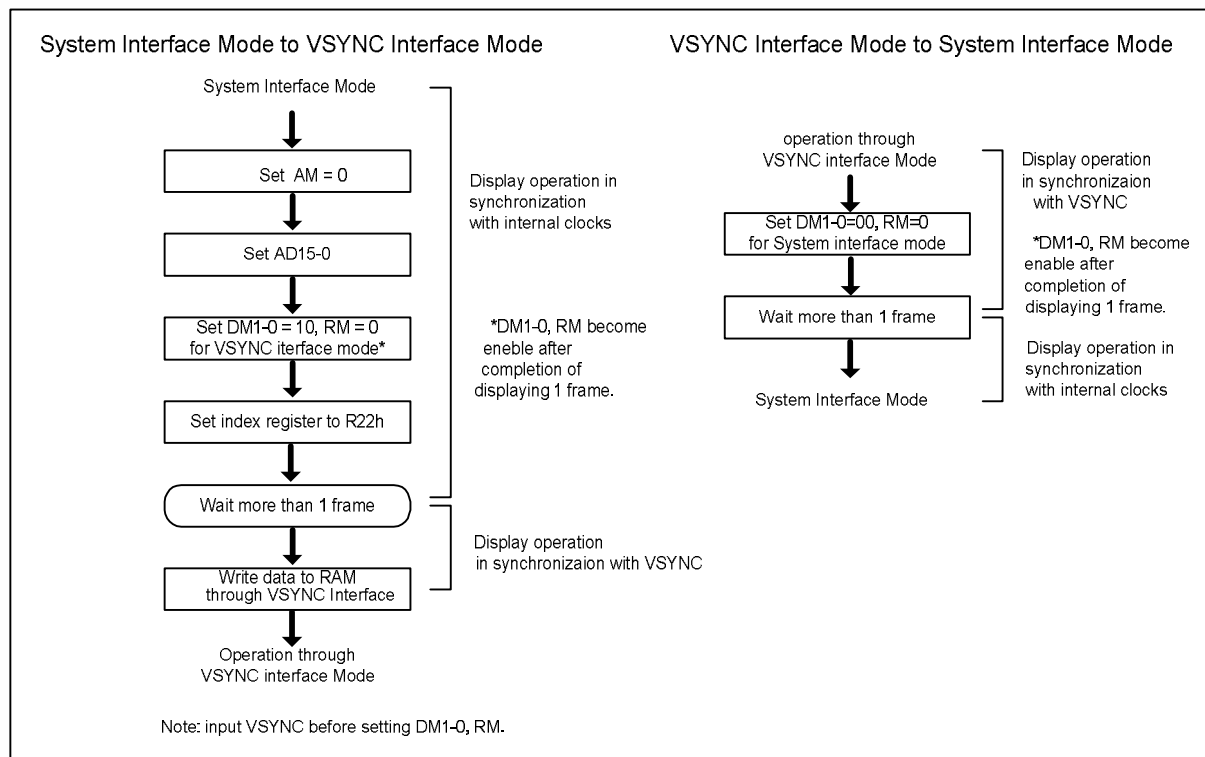 System Interface Mode to VSYNC Interface Mode
System Interface Mode
Set AM = 0
Set AD15-0
Set DM1-0 = 10, RM = 0
for VSYNC iterface mode*
Set index register to R22h
Wait more than 1 frame
Write data to RAM
through VSYNC Interface
Operation through
VSYNC interface Mode
Display operation in
synchronization
with internal clocks
*DM1-0, RM become
eneble after
completion of
displaying 1 frame.
Display operation
in synchronizaion with VSYNC
Note: input VSYNC before setting DM1-0, RM.
VSYNC Interface Mode to System Interface Mode
operation through
VSYNC interface Mode
Set DM1-0=00, RM=0
for System interface mode
Wait more than 1 frame
System Interface Mode
Display operation
in synchronizaion
with VSYNC
*DM1-0, RM become
enable after
completion of
displaying 1 frame.
Display operation in
synchronization
with internal clocks